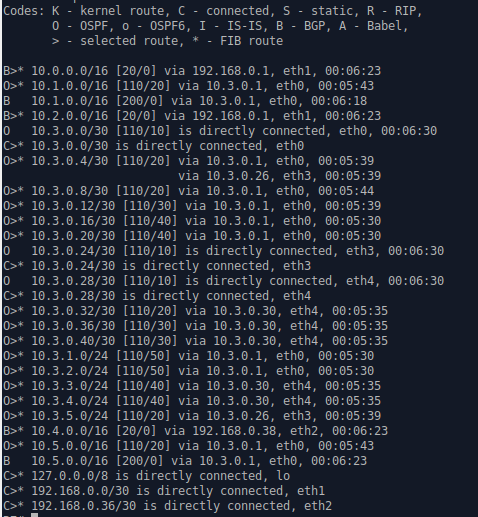 Codes: K - kernel route, C - connected, S - static, R - RIP,
O - OSPF, o - OSPF6, I - IS-IS, B - BGP, A - Babel,
> - selected route, * - FIB route
B>* 10.0.0.0/16 [20/0] via 192.168.0.1, eth1, 00:06:23
O>* 10.1.0.0/16 [110/20] via 10.3.0.1, eth0, 00:05:43
B 10.1.0.0/16 [200/0] via 10.3.0.1, eth0, 00:06:18
B>* 10.2.0.0/16 [20/0] via 192.168.0.1, eth1, 00:06:23
O 10.3.0.0/30 [110/10] is directly connected, eth0, 00:06:30
C>* 10.3.0.0/30 is directly connected, eth0
O>* 10.3.0.4/30 [110/20] via 10.3.0.1, eth0, 00:05:39
via 10.3.0.26, eth3, 00:05:39
O>* 10.3.0.8/30 [110/20] via 10.3.0.1, eth0, 00:05:44
O>* 10.3.0.12/30 [110/30] via 10.3.0.1, eth0, 00:05:39
O>* 10.3.0.16/30 [110/40] via 10.3.0.1, eth0, 00:05:30
O>* 10.3.0.20/30 [110/40] via 10.3.0.1, eth0, 00:05:30
O 10.3.0.24/30 [110/10] is directly connected, eth3, 00:06:30
C>* 10.3.0.24/30 is directly connected, eth3
O 10.3.0.28/30 [110/10] is directly connected, eth4, 00:06:30
C>* 10.3.0.28/30 is directly connected, eth4
O>* 10.3.0.32/30 [110/20] via 10.3.0.30, eth4, 00:05:35
O>* 10.3.0.36/30 [110/30] via 10.3.0.30, eth4, 00:05:35
O>* 10.3.0.40/30 [110/30] via 10.3.0.30, eth4, 00:05:35
O>* 10.3.1.0/24 [110/50] via 10.3.0.1, eth0, 00:05:30
O>* 10.3.2.0/24 [110/50] via 10.3.0.1, eth0, 00:05:30
O>* 10.3.3.0/24 [110/40] via 10.3.0.30, eth4, 00:05:35
O>* 10.3.4.0/24 [110/40] via 10.3.0.30, eth4, 00:05:35
O>* 10.3.5.0/24 [110/20] via 10.3.0.26, eth3, 00:05:39
B>* 10.4.0.0/16 [20/0] via 192.168.0.38, eth2, 00:06:23
O>* 10.5.0.0/16 [110/20] via 10.3.0.1, eth0, 00:05:43
B 10.5.0.0/16 [200/0] via 10.3.0.1, eth0, 00:06:23
C>* 127.0.0.0/8 is directly connected, lo
C>* 192.168.0.0/30 is directly connected, eth1
C>* 192.168.0.36/30 is directly connected, eth2